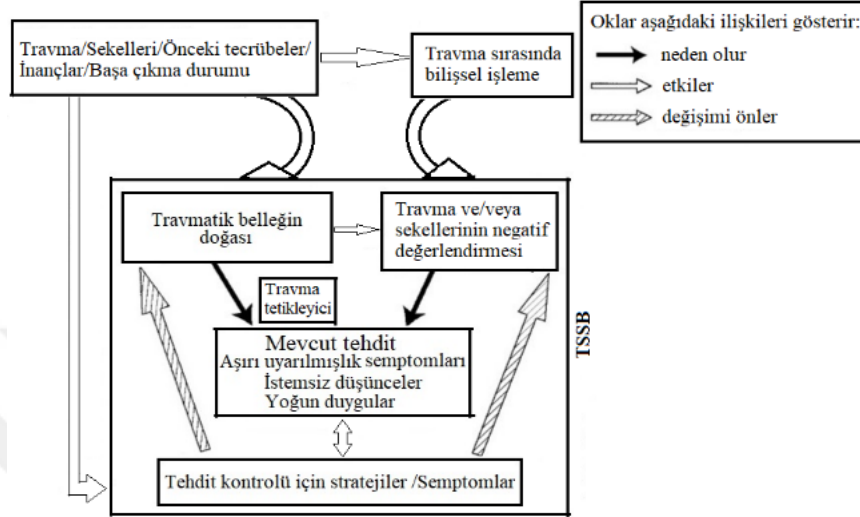 Travma/Sekelleri/Önceki tecrübeler/
İnançlar/Başa çıkma durumu
Travma sırasında
bilişsel işleme
Oklar aşağıdaki ilişkileri gösterir:
neden olur
etkiler
değişimi önler
Travmatik belleğin
doğası
Travma ve/veya
sekellerinin negatif
değerlendirmesi
Travma
tetikleyici
Mevcut tehdit
Aşırı uyarılmışlık semptomları
İstemsiz düşünceler
Yoğun duygular
Tehdit kontrolü için stratejiler /Semptomlar
TSSB